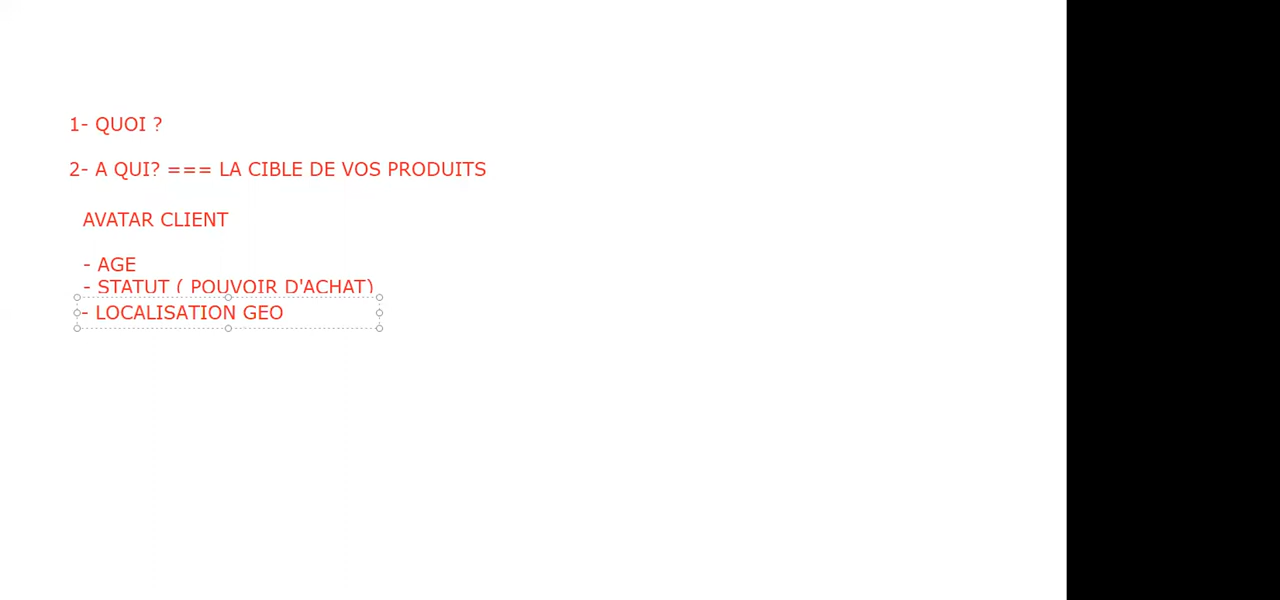 1- QUOI ?
2- A QUI? === LA CIBLE DE VOS PRODUITS
AVATAR CLIENT
- AGE
- STATUT ( POUVOIR D'ACHAT)
- LOCALISATION GEO